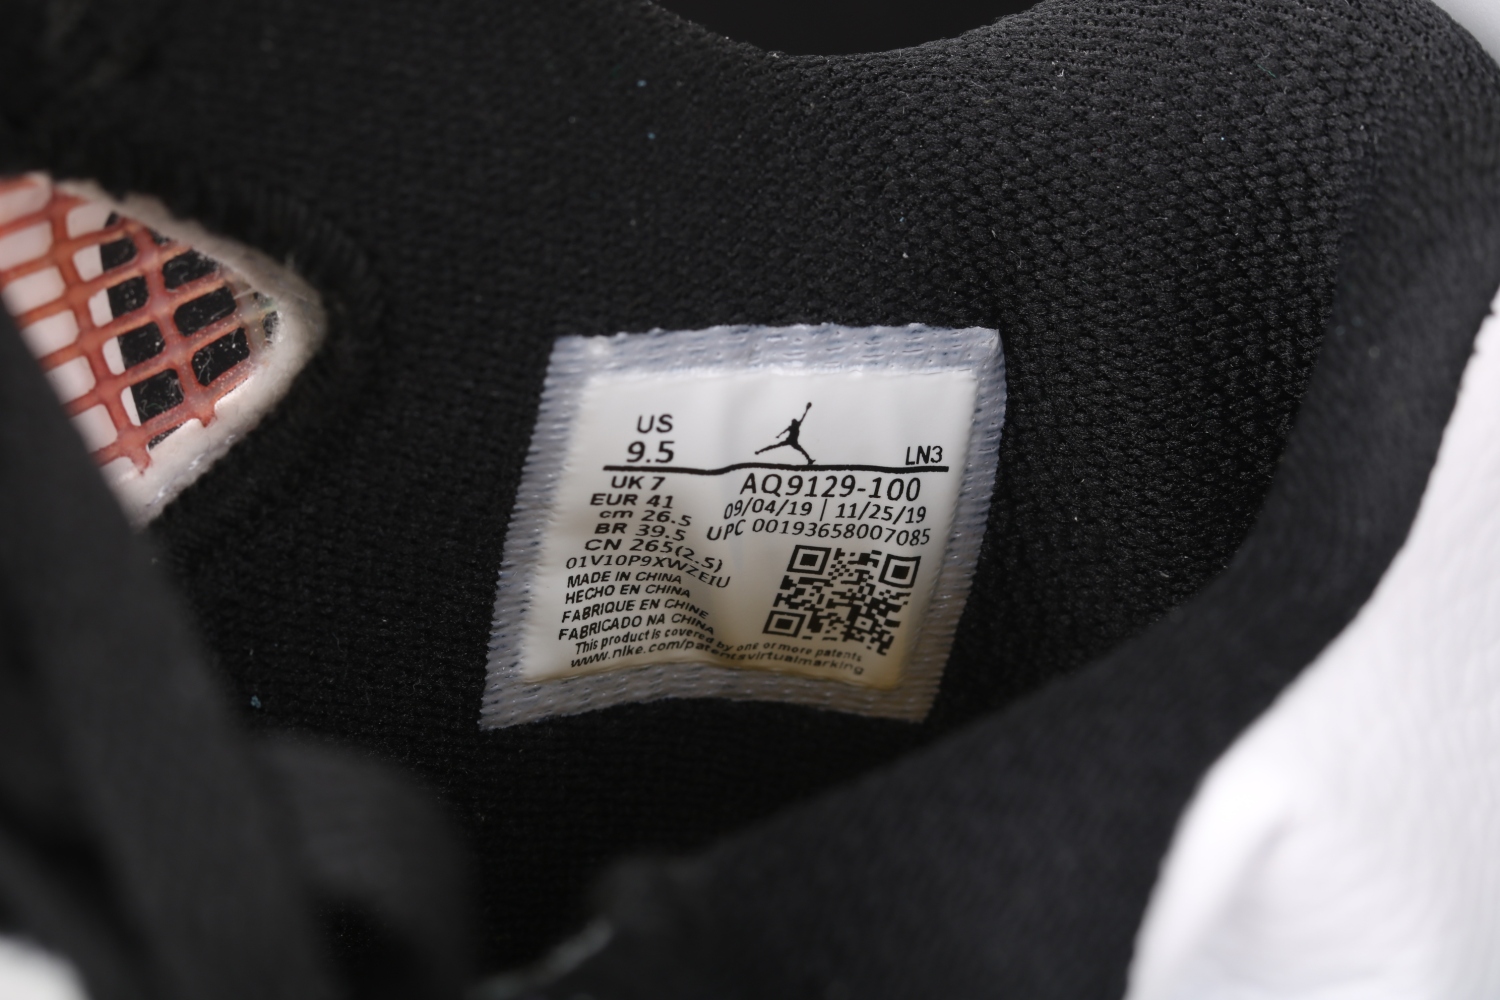 US
9.5
LN3
UK 7
EUR 41
cm 26.5
BR 39.5
CN 265(2.5)
01V10P9XWZEIU
MADE IN CHINA
HECHO EN CHINA
FABRIQUE EN CHINE
FABRICADO NA CHINA
AQ9129-100
09/04/19 | 11/25/19
UPC 00193658007085
This product is covered by one or more patents
www.nike.com/patentsvirtualmarking